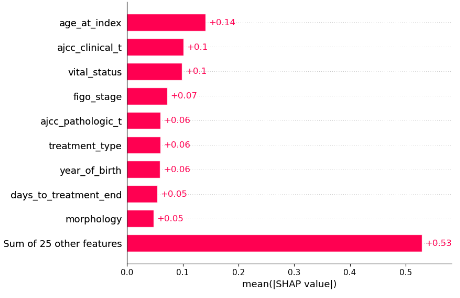 age_at_index +0.14
ajcc_clinical_t +0.1
vital_status +0.1
figo_stage +0.07
ajcc_pathologic_t +0.06
treatment_type +0.06
year_of_birth +0.06
days_to_treatment_end +0.05
morphology +0.05
Sum of 25 other features +0.53
0.0 0.1 0.2 0.3 0.4 0.5
mean(|SHAP value|)